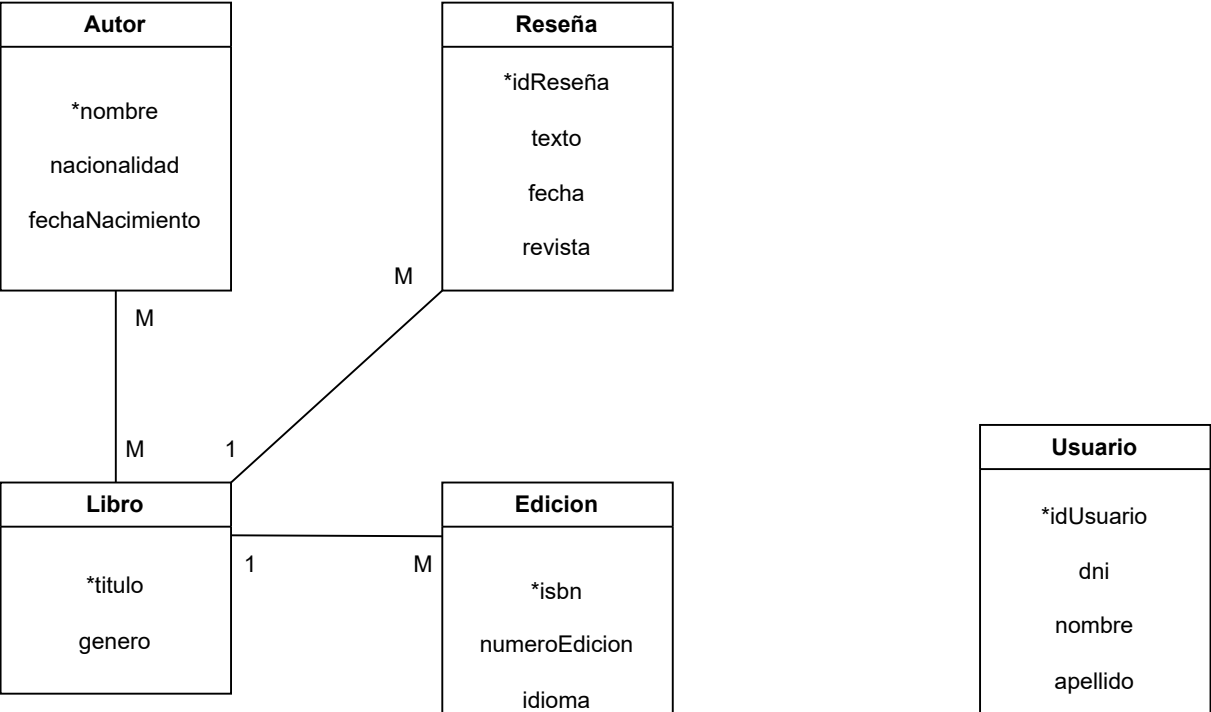 Autor
*nombre
nacionalidad
fechaNacimiento
Reseña
*idReseña
texto
fecha
revista
M
M
M
1
Libro
*titulo
genero
1
M
Edicion
*isbn
numeroEdicion
idioma
Usuario
*idUsuario
dni
nombre
apellido